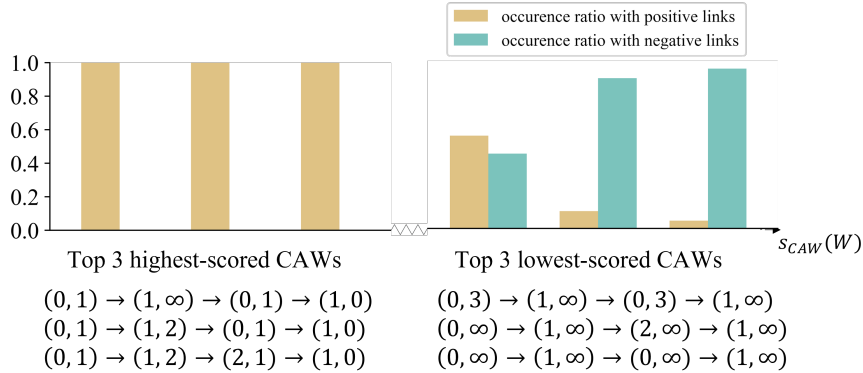 occurence ratio with positive links
occurence ratio with negative links
1.0
0.8
0.6
0.4
0.2
0.0
s_{CAW}(W)
Top 3 highest-scored CAWs
(0, 1) → (1, ∞) → (0, 1) → (1, 0)
(0, 1) → (1, 2) → (0, 1) → (1, 0)
(0, 1) → (1, 2) → (2, 1) → (1, 0)
Top 3 lowest-scored CAWs
(0, 3) → (1, ∞) → (0, 3) → (1, ∞)
(0, ∞) → (1, ∞) → (2, ∞) → (1, ∞)
(0, ∞) → (1, ∞) → (0, ∞) → (1, ∞)